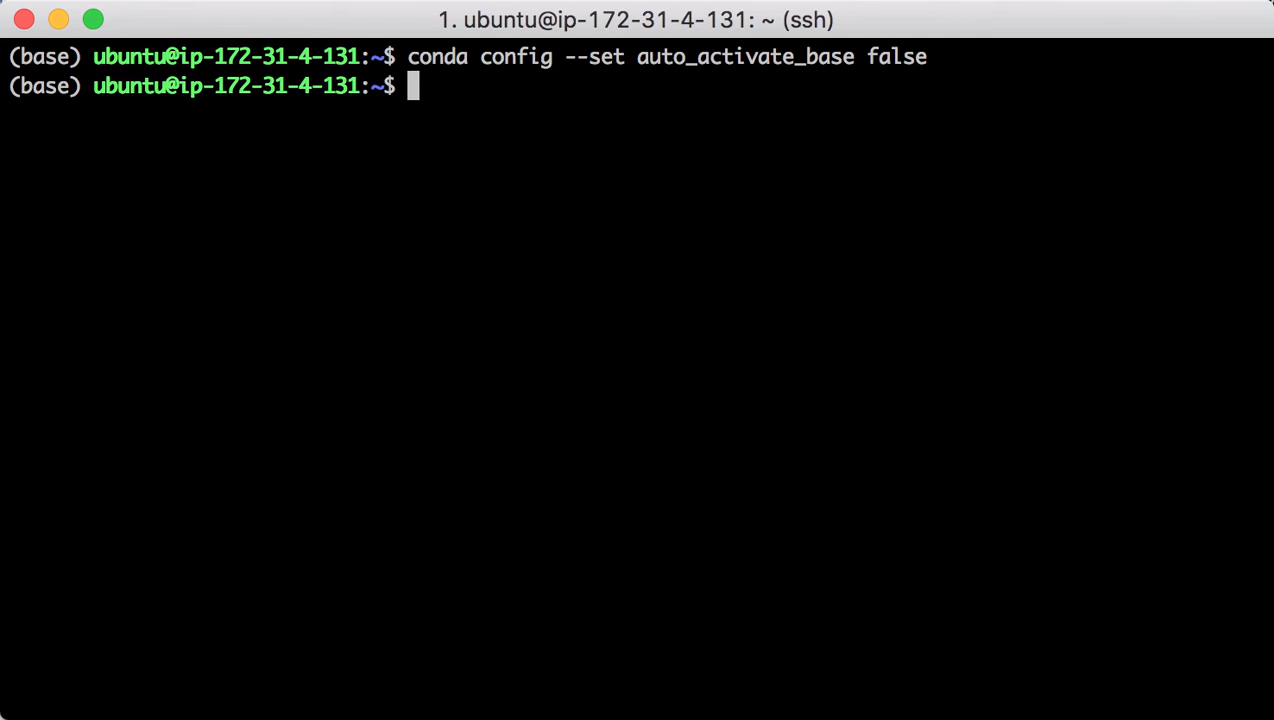 1. ubuntu@ip-172-31-4-131: ~ (ssh)
(base) ubuntu@ip-172-31-4-131:~$ conda config --set auto_activate_base false
(base) ubuntu@ip-172-31-4-131:~$